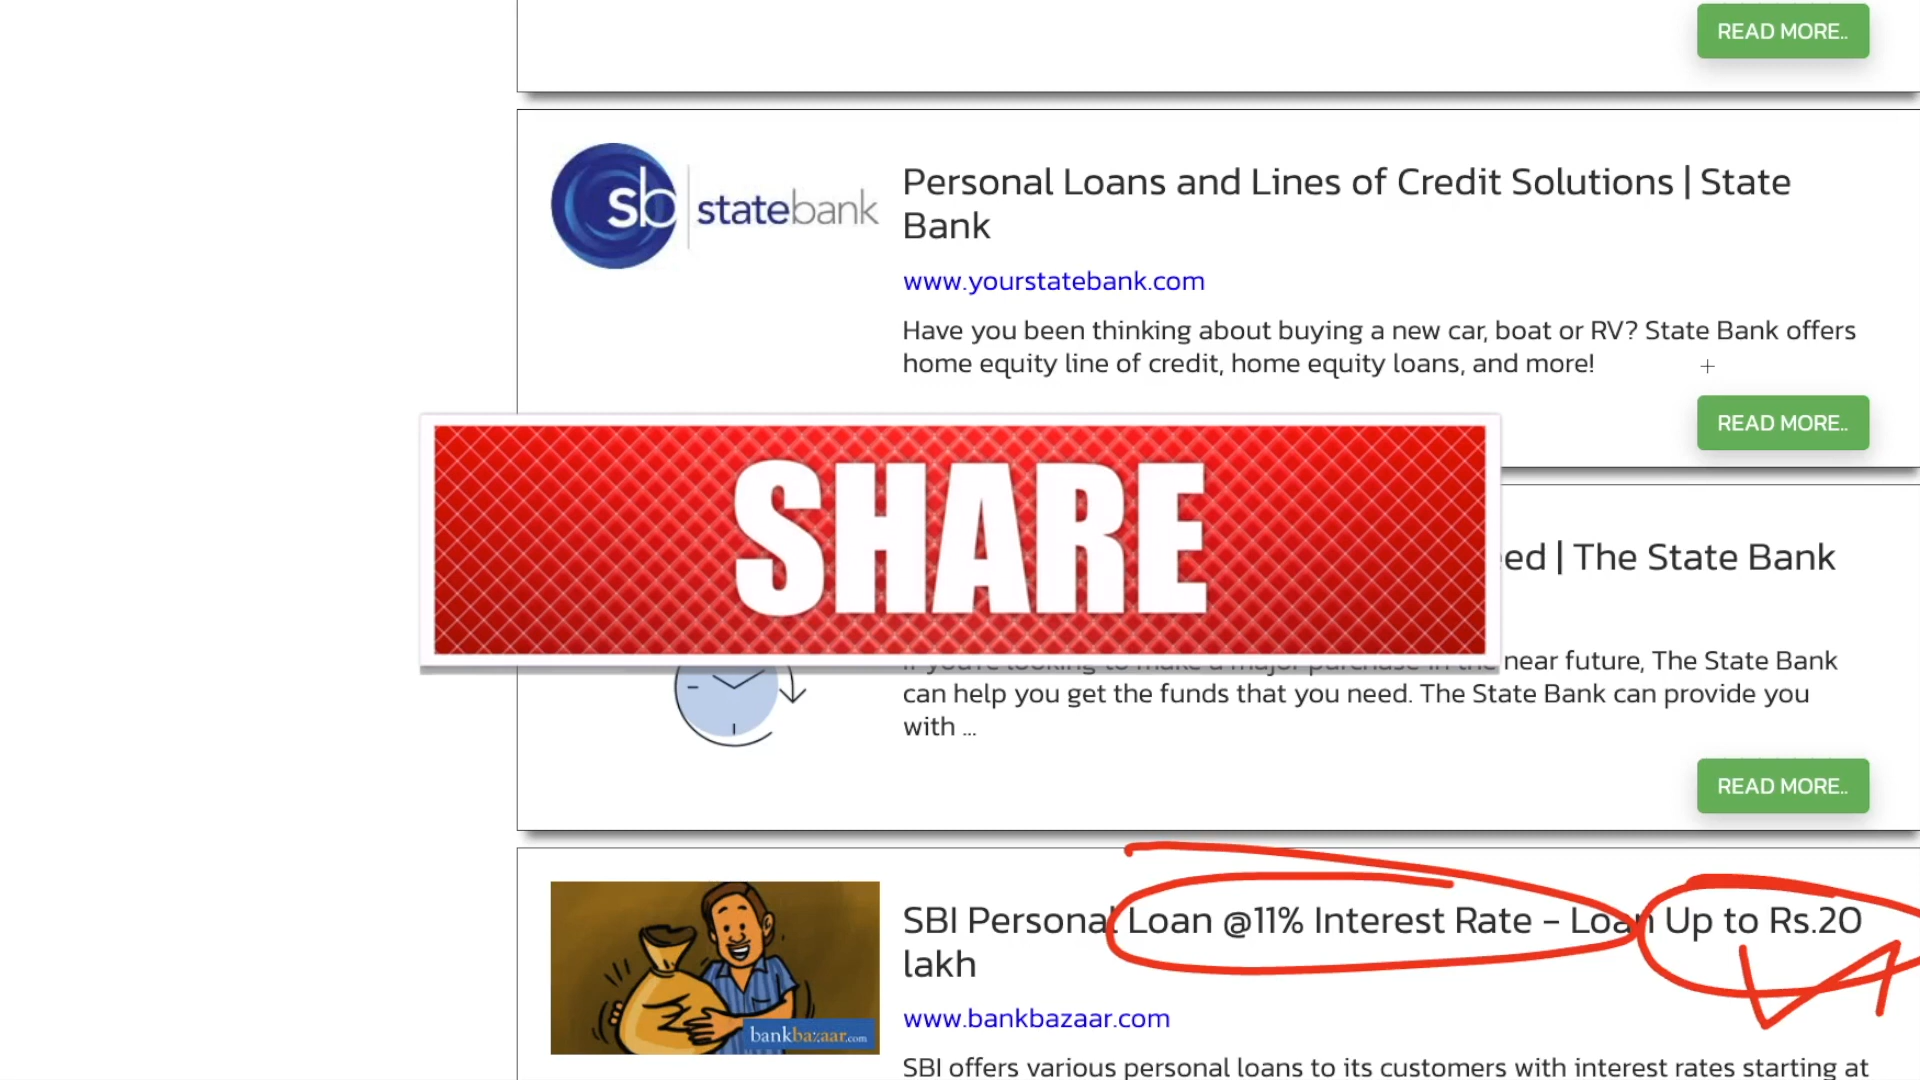 READ MORE..
sb statebank
Personal Loans and Lines of Credit Solutions | State
Bank
www.yourstatebank.com
Have you been thinking about buying a new car, boat or RV? State Bank offers
home equity line of credit, home equity loans, and more!
READ MORE..
SHARE
ed | The State Bank
near future, The State Bank
can help you get the funds that you need. The State Bank can provide you
with ...
READ MORE..
SBI Personal Loan @11% Interest Rate – Loan Up to Rs.20
lakh
www.bankbazaar.com
bankbazaar.com
SBI offers various personal loans to its customers with interest rates starting at